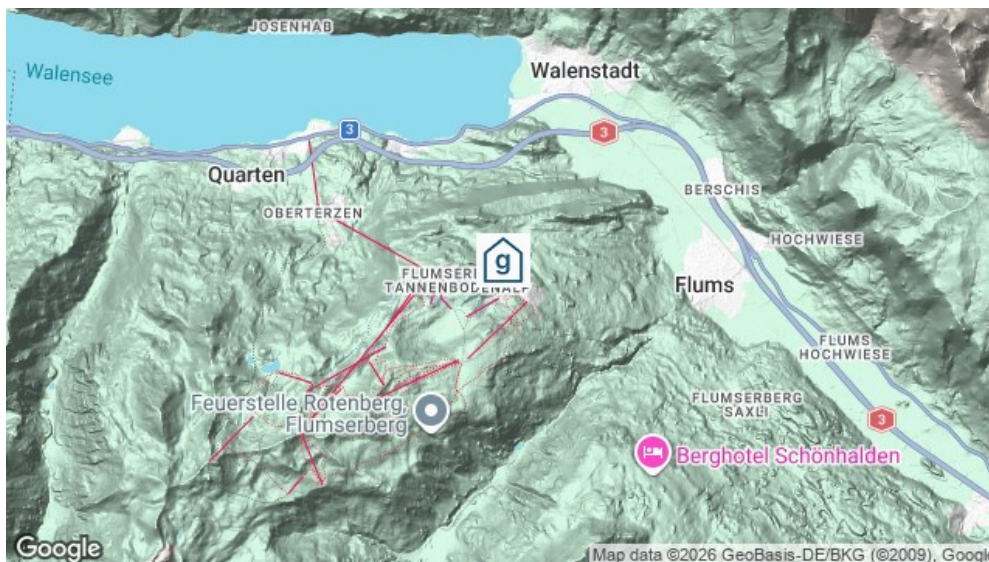 JOSENHAB
Walensee
Walenstadt
3
3
Quarten
BERSCHIS
OBERTERZEN
HOCHWIESE
g
FLUMSERB
TANNENBODENALP
Flums
FLUMS
HOCHWIESE
FLUMSERBERG
SAXLI
Feuerstelle Rotenberg,
Flumserberg
3
Berghotel Schönhalden
Google
Map data ©2026 GeoBasis-DE/BKG (©2009), Google